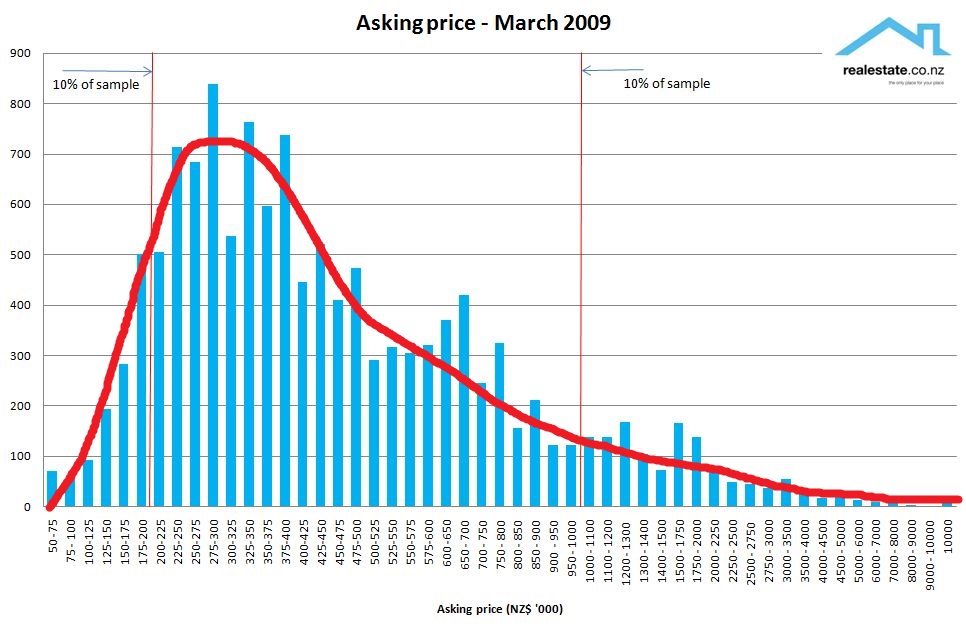 Asking price - March 2009
realestate.co.nz
the only place for your place
10% of sample
10% of sample
900
800
700
600
500
400
300
200
100
0
50 -75
75 - 100
100-125
125-150
150-175
175-200
200-225
225-250
250-275
275-300
300-325
325-350
350-375
375-400
400-425
425-450
450-475
475-500
500-525
525-550
550-575
575-600
600-650
650 - 700
700 - 750
750 - 800
800 - 850
850 - 900
900 - 950
950 - 1000
1000 - 1100
1100 - 1200
1200 - 1300
1300 - 1400
1400 - 1500
1500 - 1750
1750 - 2000
2000 - 2250
2250 - 2500
2500 - 2750
2750 - 3000
3000 - 3500
3500 - 4000
4000 - 4500
4500 - 5000
5000 - 6000
6000 - 7000
7000 - 8000
8000 - 9000
9000 - 10000
10000
Asking price (NZ$ '000)